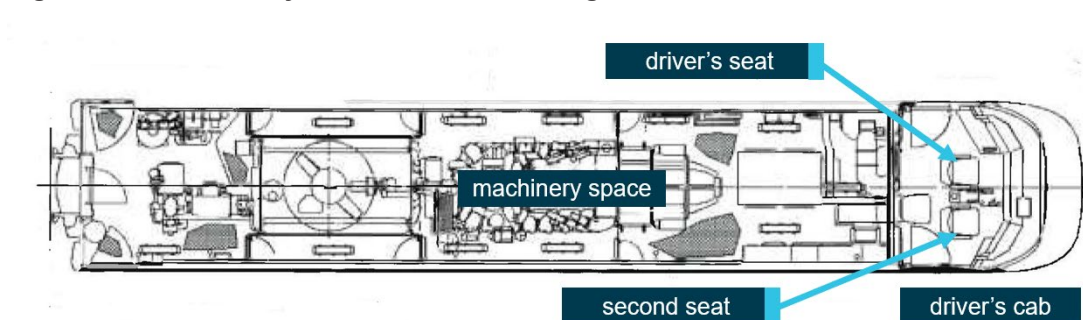 driver's seat
machinery space
second seat
driver's cab